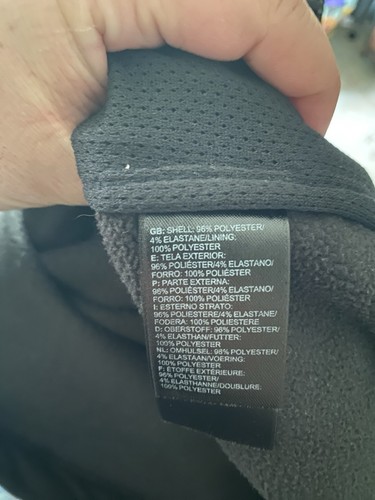 GB: SHELL: 96% POLYESTER/
4% ELASTANE/LINING:
100% POLYESTER
E: TELA EXTERIOR:
96% POLIÉSTER/4% ELASTANO/
FORRO: 100% POLIÉSTER
P: PARTE EXTERNA:
96% POLIÉSTER/4% ELASTANO/
FORRO: 100% POLIÉSTER
I: ESTERNO STRATO:
96% POLIESTERE/4% ELASTANE/
FODERA: 100% POLIESTERE
D: OBERSTOFF: 96% POLYESTER/
4% ELASTHAN/FUTTER:
100% POLYESTER
NL: OMHULSEL: 96% POLYESTER/
4% ELASTAAN/VOERING:
100% POLYESTER
F: ÉTOFFE EXTÉRIEURE:
96% POLYESTER/
4% ELASTHANNE/DOUBLURE:
100% POLYESTER